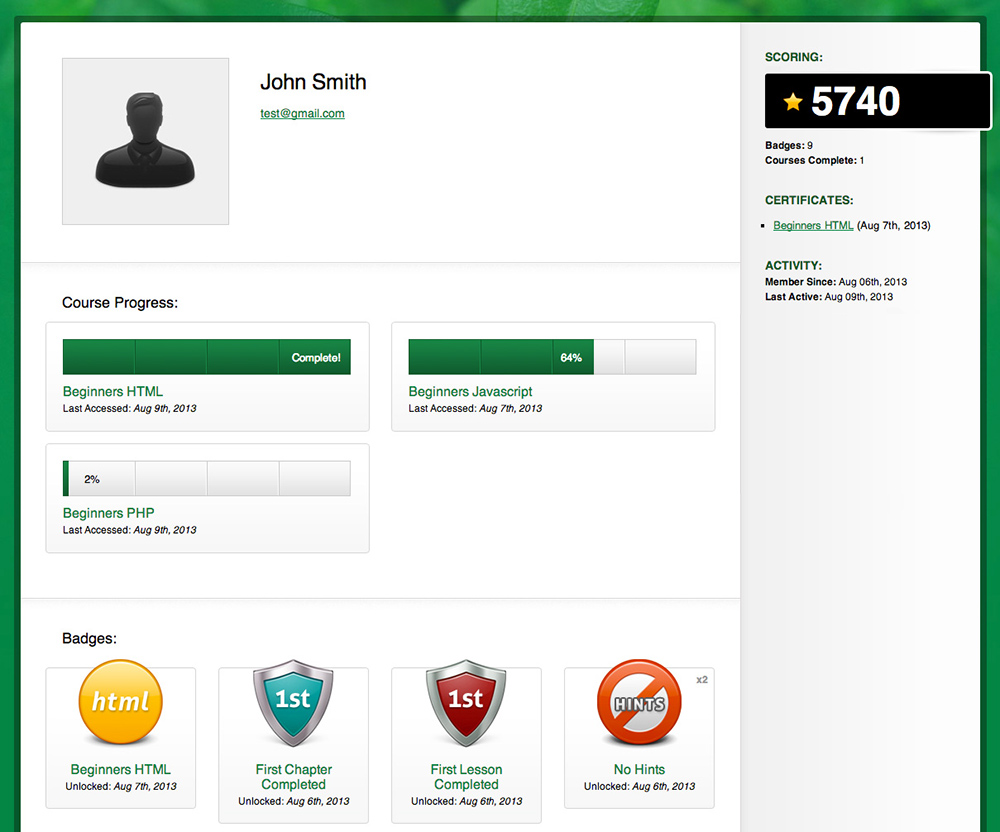 John Smith
test@gmail.com
SCORING:
5740
Badges: 9
Courses Complete: 1
CERTIFICATES:
Beginners HTML (Aug 7th, 2013)
ACTIVITY:
Member Since: Aug 06th, 2013
Last Active: Aug 09th, 2013
Course Progress:
Complete!
Beginners HTML
Last Accessed: Aug 9th, 2013
64%
Beginners Javascript
Last Accessed: Aug 7th, 2013
2%
Beginners PHP
Last Accessed: Aug 9th, 2013
Badges:
html
Beginners HTML
Unlocked: Aug 7th, 2013
1st
First Chapter
Completed
Unlocked: Aug 6th, 2013
1st
First Lesson
Completed
Unlocked: Aug 6th, 2013
x2
HINTS
No Hints
Unlocked: Aug 6th, 2013